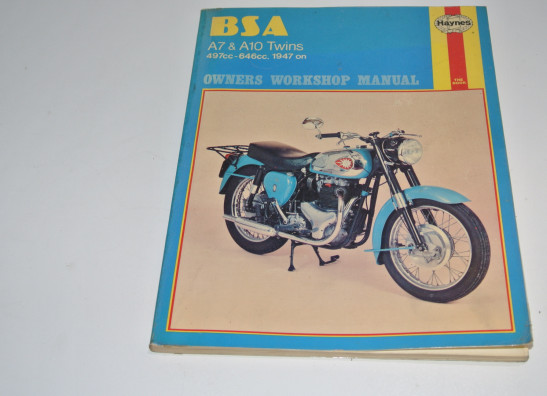 BSA
Haynes
A7 & A10 Twins
497cc-646cc. 1947 on
OWNERS WORKSHOP MANUAL